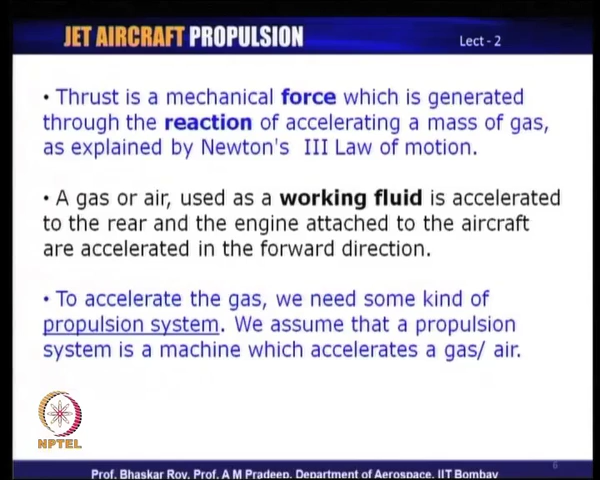 JET AIRCRAFT PROPULSION
Lect - 2
• Thrust is a mechanical force which is generated
through the reaction of accelerating a mass of gas,
as explained by Newton's III Law of motion.
• A gas or air, used as a working fluid is accelerated
to the rear and the engine attached to the aircraft
are accelerated in the forward direction.
• To accelerate the gas, we need some kind of
propulsion system. We assume that a propulsion
system is a machine which accelerates a gas/ air.
NPTEL
6
Prof. Bhaskar Roy, Prof. A M Pradeep, Department of Aerospace, IIT Bombay